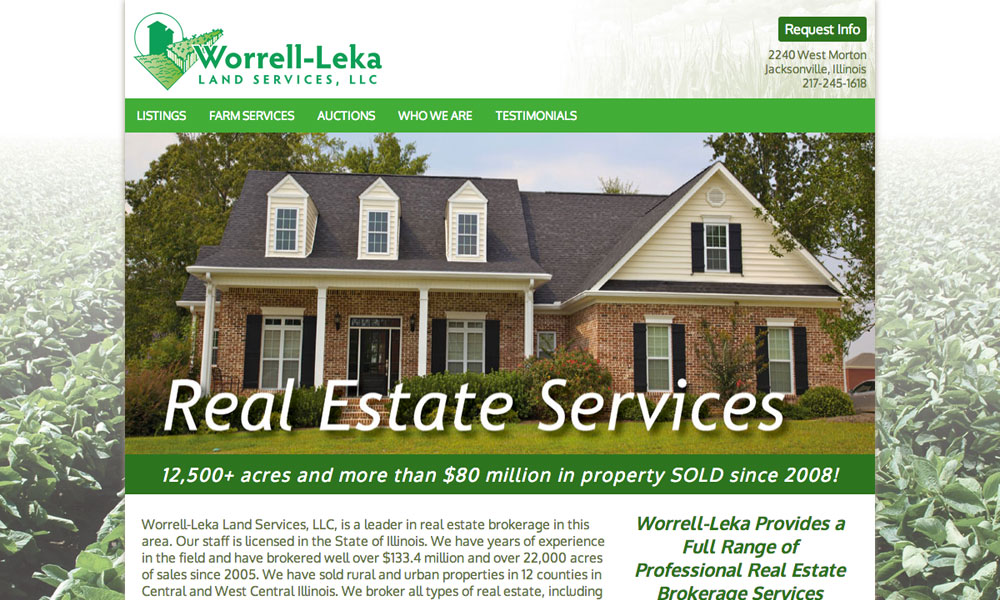 Worrell-Leka
LAND SERVICES, LLC
Request Info
2240 West Morton
Jacksonville, Illinois
217-245-1618
LISTINGS FARM SERVICES AUCTIONS WHO WE ARE TESTIMONIALS
Real Estate Services
12,500+ acres and more than $80 million in property SOLD since 2008!
Worrell-Leka Land Services, LLC, is a leader in real estate brokerage in this
area. Our staff is licensed in the State of Illinois. We have years of experience
in the field and have brokered well over $133.4 million and over 22,000 acres
of sales since 2005. We have sold rural and urban properties in 12 counties in
Central and West Central Illinois. We broker all types of real estate, including
Worrell-Leka Provides a
Full Range of
Professional Real Estate
Brokerage Services